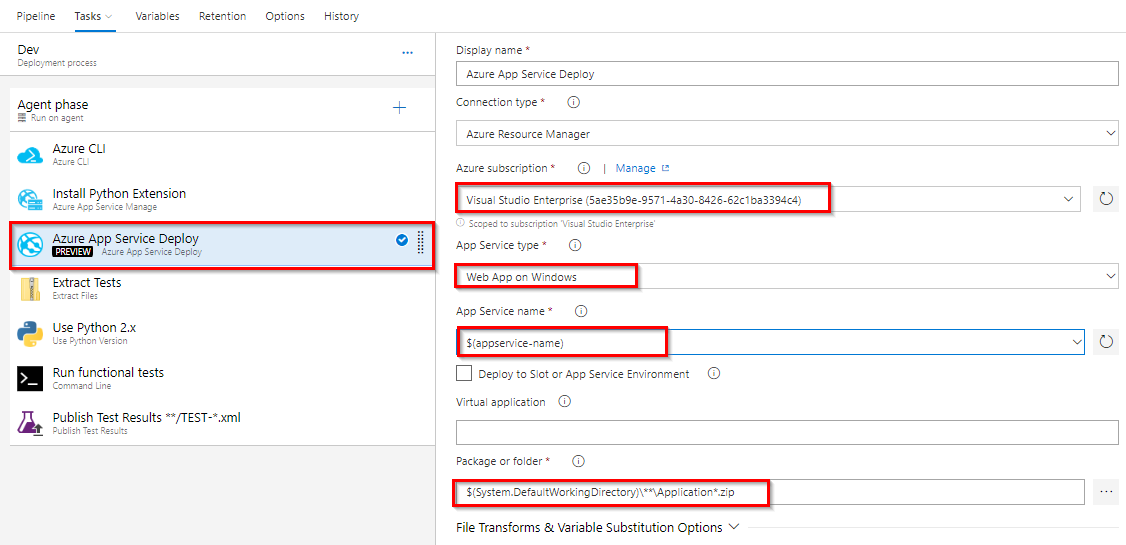 Pipeline Tasks Variables Retention Options History
Dev
Deployment process
...
Agent phase
Run on agent
Azure CLI
Azure CLI
Install Python Extension
Azure App Service Manage
Azure App Service Deploy
PREVIEW Azure App Service Deploy
Extract Tests
Extract Files
Use Python 2.x
Use Python Version
Run functional tests
Command Line
Publish Test Results **/TEST-*.xml
Publish Test Results
Display name *
Azure App Service Deploy
Connection type *
Azure Resource Manager
Azure subscription * | Manage
Visual Studio Enterprise (5ae35b9e-9571-4a30-8426-62c1ba3394c4)
Scoped to subscription 'Visual Studio Enterprise'
App Service type *
Web App on Windows
App Service name *
$(appservice-name)
Deploy to Slot or App Service Environment
Virtual application
Package or folder *
$(System.DefaultWorkingDirectory)\**\Application*.zip
...
File Transforms & Variable Substitution Options